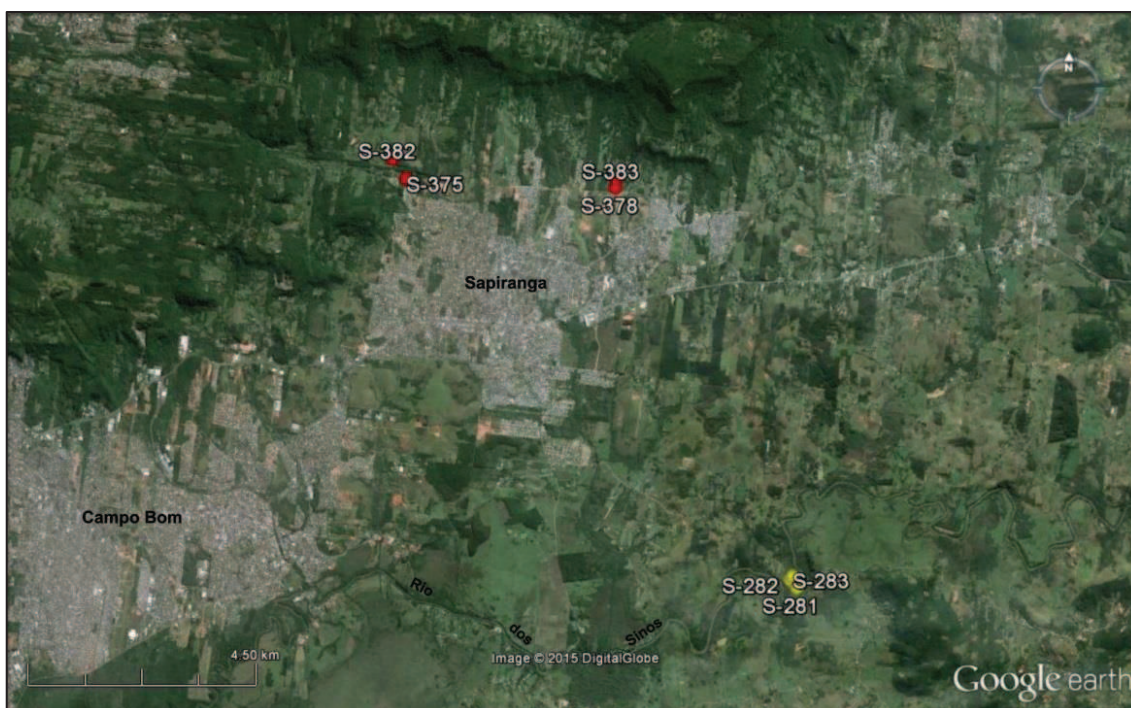 N
S-382
S-375
S-383
S-378
Sapiranga
Campo Bom
S-282
S-283
S-281
Rio
dos
Sinos
4.50 km
Image © 2015 DigitalGlobe
Google earth